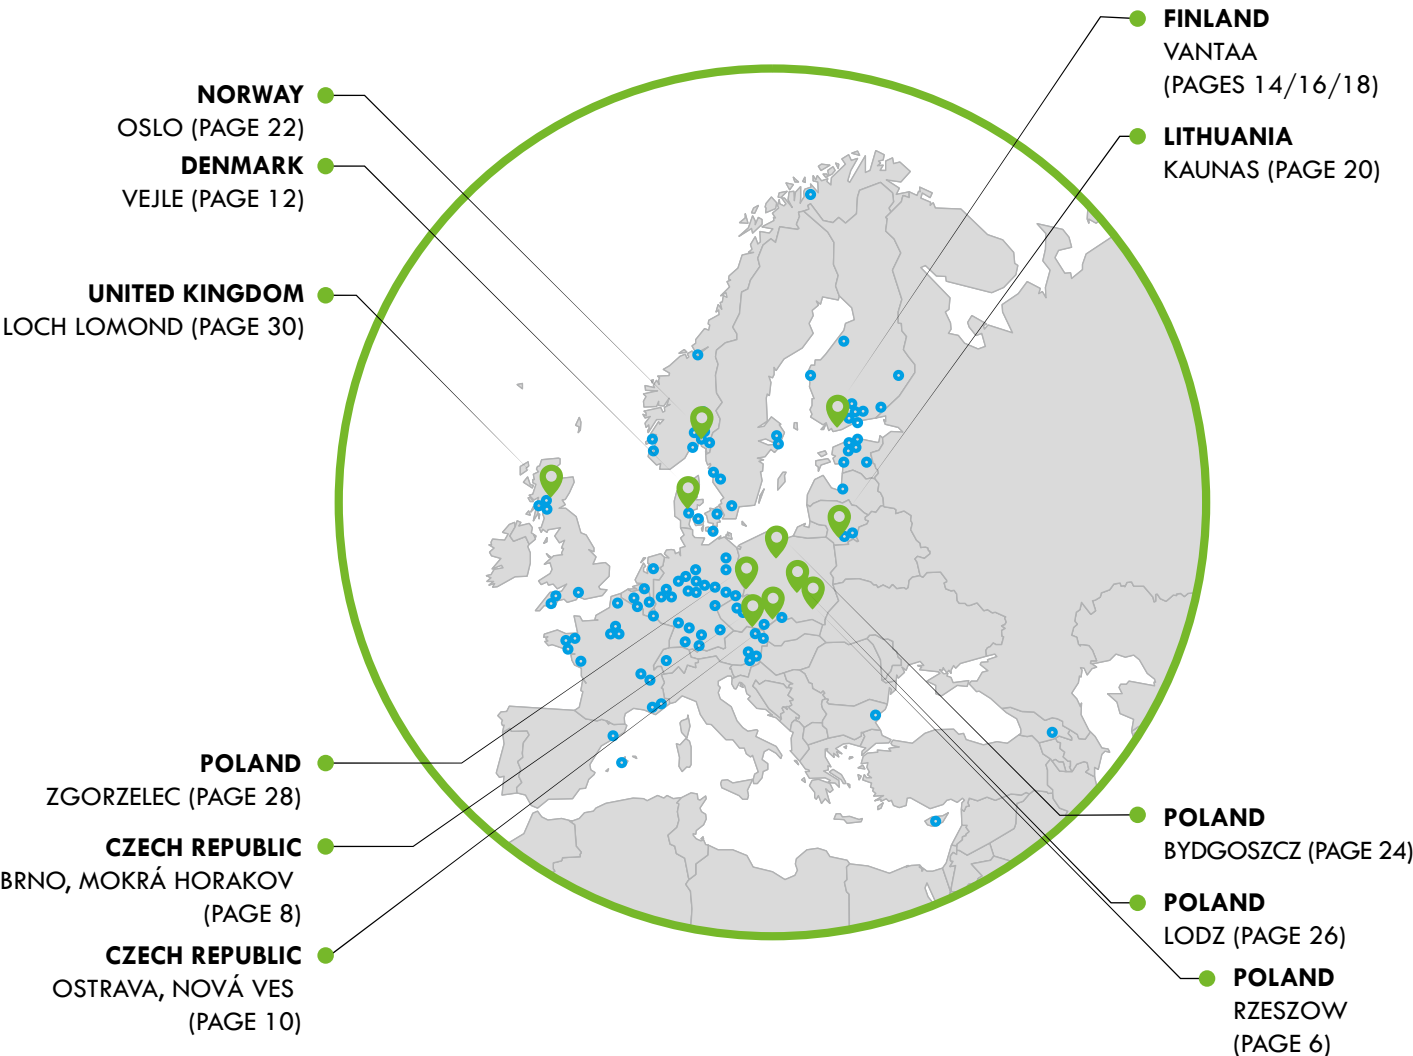 FINLAND
VANTAA
(PAGES 14/16/18)
NORWAY
OSLO (PAGE 22)
LITHUANIA
KAUNAS (PAGE 20)
DENMARK
VEJLE (PAGE 12)
UNITED KINGDOM
LOCH LOMOND (PAGE 30)
POLAND
ZGORZELEC (PAGE 28)
CZECH REPUBLIC
BRNO, MOKRÁ HORAKOV
(PAGE 8)
CZECH REPUBLIC
OSTRAVA, NOVÁ VES
(PAGE 10)
POLAND
BYDGOSZCZ (PAGE 24)
POLAND
LODZ (PAGE 26)
POLAND
RZESZOW
(PAGE 6)